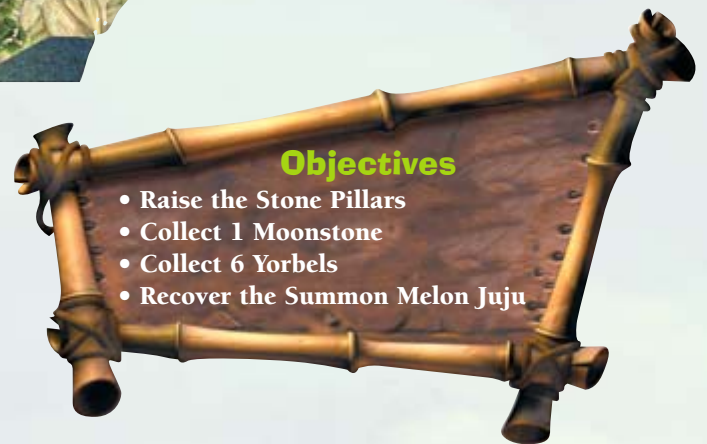 Objectives
• Raise the Stone Pillars
• Collect 1 Moonstone
• Collect 6 Yorbels
• Recover the Summon Melon Juju